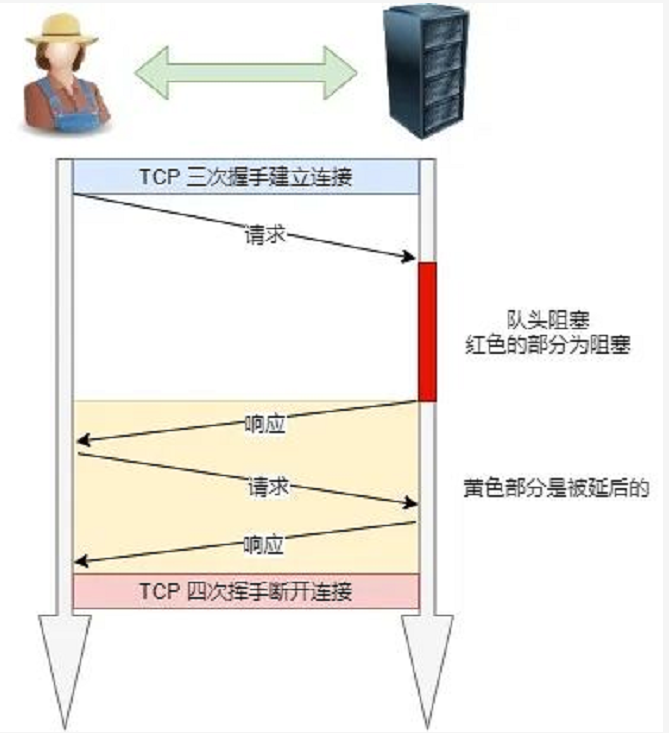 TCP 三次握手建立连接
请求
队头阻塞
红色的部分为阻塞
响应
请求
黄色部分是被延后的
响应
TCP 四次挥手断开连接